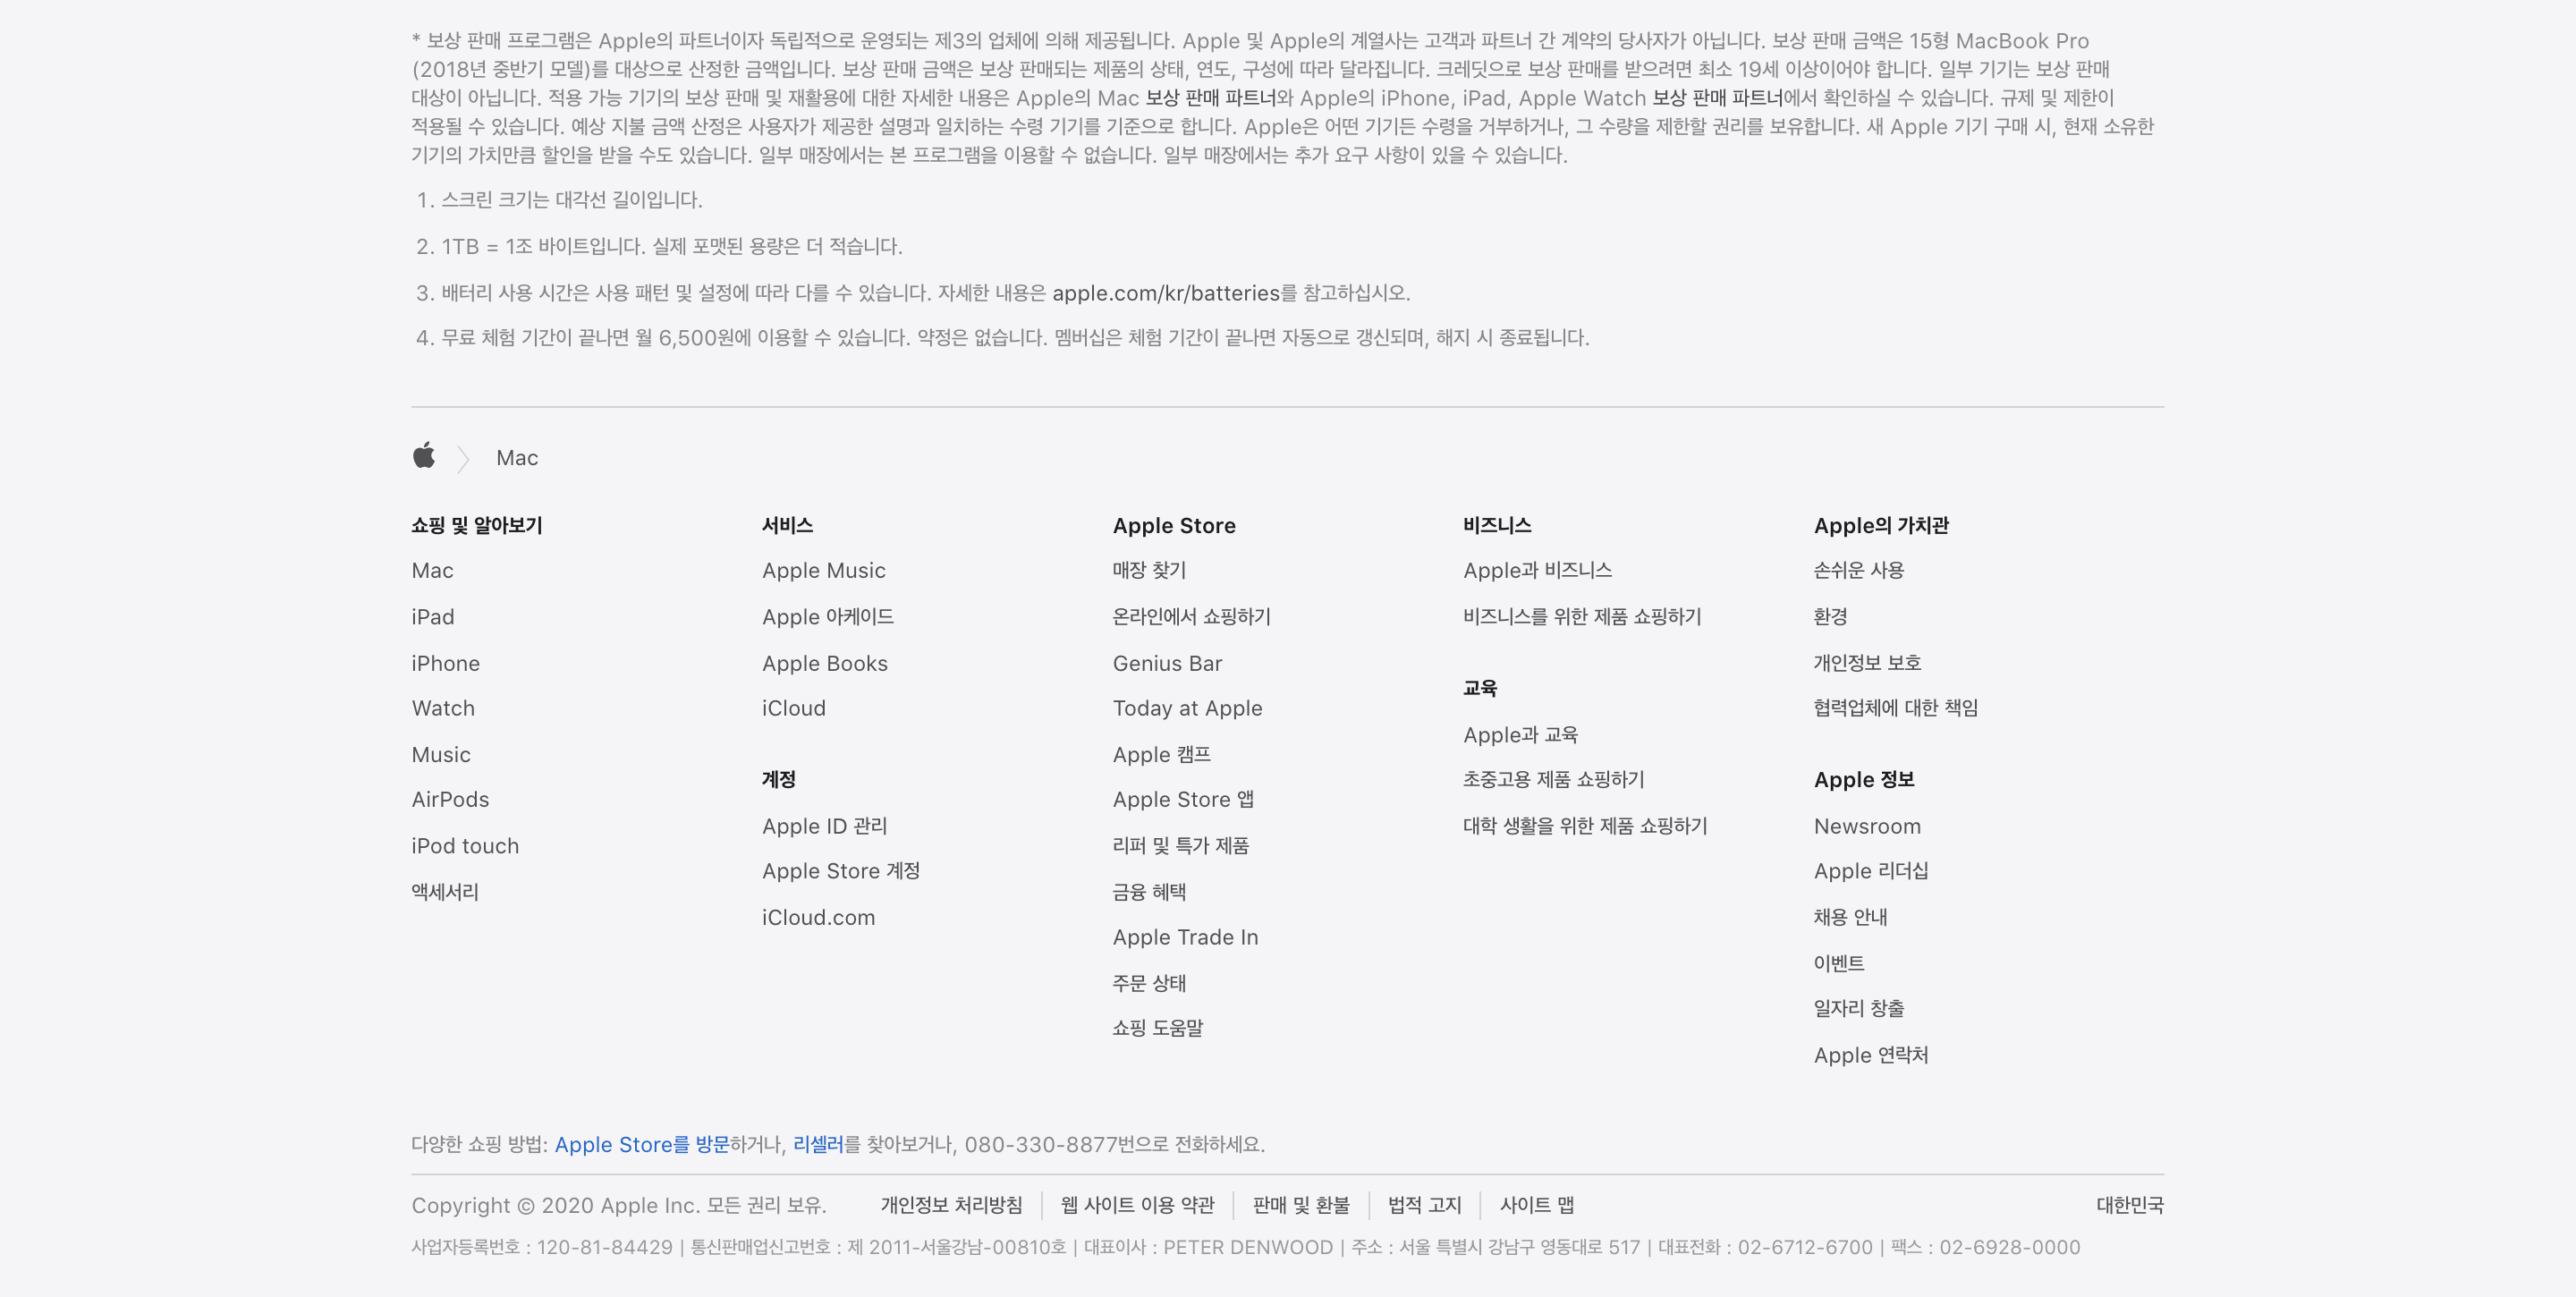 * 보상 판매 프로그램은 Apple의 파트너이자 독립적으로 운영되는 제3의 업체에 의해 제공됩니다. Apple 및 Apple의 계열사는 고객과 파트너 간 계약의 당사자가 아닙니다. 보상 판매 금액은 15형 MacBook Pro
(2018년 중반기 모델)를 대상으로 산정한 금액입니다. 보상 판매 금액은 보상 판매되는 제품의 상태, 연도, 구성에 따라 달라집니다. 크레딧으로 보상 판매를 받으려면 최소 19세 이상이어야 합니다. 일부 기기는 보상 판매
대상이 아닙니다. 적용 가능 기기의 보상 판매 및 재활용에 대한 자세한 내용은 Apple의 Mac 보상 판매 파트너와 Apple의 iPhone, iPad, Apple Watch 보상 판매 파트너에서 확인하실 수 있습니다. 규제 및 제한이
적용될 수 있습니다. 예상 지불 금액 산정은 사용자가 제공한 설명과 일치하는 수령 기기를 기준으로 합니다. Apple은 어떤 기기든 수령을 거부하거나, 그 수량을 제한할 권리를 보유합니다. 새 Apple 기기 구매 시, 현재 소유한
기기의 가치만큼 할인을 받을 수도 있습니다. 일부 매장에서는 본 프로그램을 이용할 수 없습니다. 일부 매장에서는 추가 요구 사항이 있을 수 있습니다.
1. 스크린 크기는 대각선 길이입니다.
2. 1TB = 1조 바이트입니다. 실제 포맷된 용량은 더 적습니다.
3. 배터리 사용 시간은 사용 패턴 및 설정에 따라 다를 수 있습니다. 자세한 내용은 apple.com/kr/batteries를 참고하십시오.
4. 무료 체험 기간이 끝나면 월 6,500원에 이용할 수 있습니다. 약정은 없습니다. 멤버십은 체험 기간이 끝나면 자동으로 갱신되며, 해지 시 종료됩니다.
Mac
쇼핑 및 알아보기
Mac
iPad
iPhone
Watch
Music
AirPods
iPod touch
액세서리
서비스
Apple Music
Apple 아케이드
Apple Books
iCloud
계정
Apple ID 관리
Apple Store 계정
iCloud.com
Apple Store
매장 찾기
온라인에서 쇼핑하기
Genius Bar
Today at Apple
Apple 캠프
Apple Store 앱
리퍼 및 특가 제품
금융 혜택
Apple Trade In
주문 상태
쇼핑 도움말
비즈니스
Apple과 비즈니스
비즈니스를 위한 제품 쇼핑하기
교육
Apple과 교육
초중고용 제품 쇼핑하기
대학 생활을 위한 제품 쇼핑하기
Apple의 가치관
손쉬운 사용
환경
개인정보 보호
협력업체에 대한 책임
Apple 정보
Newsroom
Apple 리더십
채용 안내
이벤트
일자리 창출
Apple 연락처
다양한 쇼핑 방법: Apple Store를 방문하거나, 리셀러를 찾아보거나, 080-330-8877번으로 전화하세요.
Copyright © 2020 Apple Inc. 모든 권리 보유. 개인정보 처리방침 | 웹 사이트 이용 약관 | 판매 및 환불 | 법적 고지 | 사이트 맵 대한민국
사업자등록번호 : 120-81-84429 | 통신판매업신고번호 : 제 2011-서울강남-00810호 | 대표이사 : PETER DENWOOD | 주소 : 서울 특별시 강남구 영동대로 517 | 대표전화 : 02-6712-6700 | 팩스 : 02-6928-0000